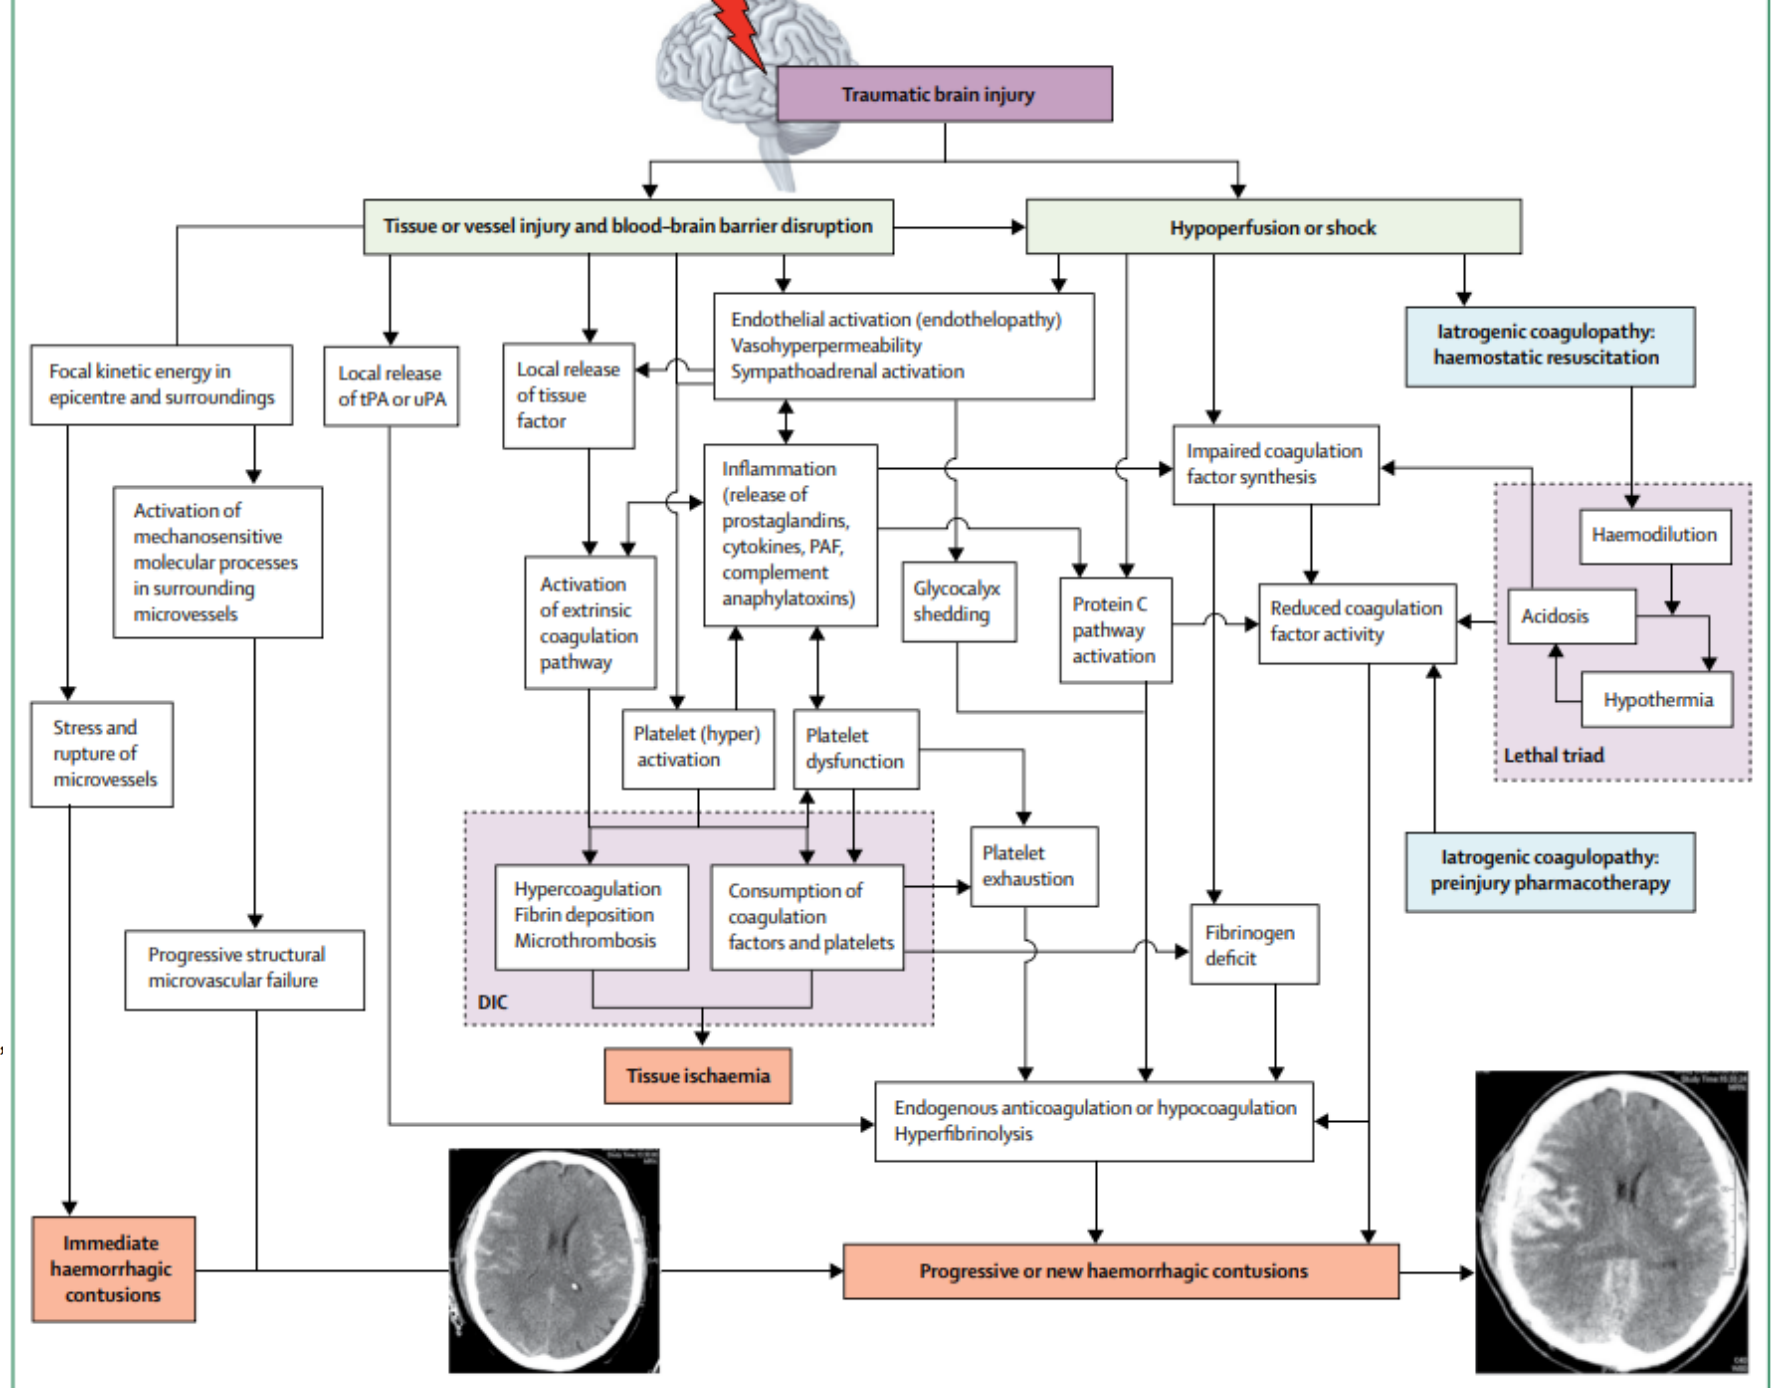 Traumatic brain injury
Tissue or vessel injury and blood–brain barrier disruption
Hypoperfusion or shock
Endothelial activation (endothelopathy)
Vasohyperpermeability
Sympathoadrenal activation
Iatrogenic coagulopathy:
haemostatic resuscitation
Focal kinetic energy in
epicentre and surroundings
Local release
of tPA or uPA
Local release
of tissue
factor
Impaired coagulation
factor synthesis
Inflammation
(release of
prostaglandins,
cytokines, PAF,
complement
anaphylatoxins)
Activation of
mechanosensitive
molecular processes
in surrounding
microvessels
Haemodilution
Activation
of extrinsic
coagulation
pathway
Glycocalyx
shedding
Protein C
pathway
activation
Reduced coagulation
factor activity
Acidosis
Hypothermia
Lethal triad
Stress and
rupture of
microvessels
Platelet (hyper)
activation
Platelet
dysfunction
Platelet
exhaustion
Iatrogenic coagulopathy:
preinjury pharmacotherapy
Hypercoagulation
Fibrin deposition
Microthrombosis
Consumption of
coagulation
factors and platelets
DIC
Fibrinogen
deficit
Progressive structural
microvascular failure
Tissue ischaemia
Endogenous anticoagulation or hypocoagulation
Hyperfibrinolysis
Immediate
haemorrhagic
contusions
Progressive or new haemorrhagic contusions